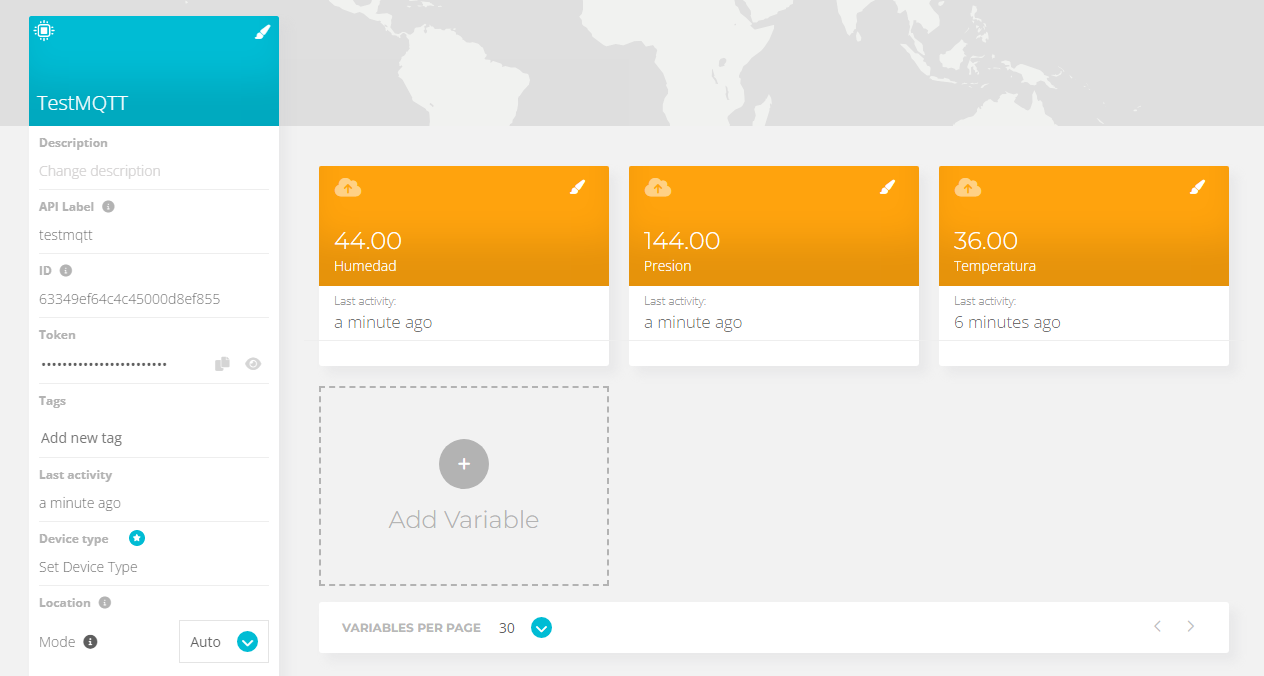 TestMQTT
Description
Change description
API Label
testmqtt
ID
63349ef64c4c45000d8ef855
Token
••••••••••••••••••••••••
Tags
Add new tag
Last activity
a minute ago
Device type
Set Device Type
Location
Mode
Auto
44.00
Humedad
Last activity:
a minute ago
144.00
Presion
Last activity:
a minute ago
36.00
Temperatura
Last activity:
6 minutes ago
Add Variable
VARIABLES PER PAGE 30